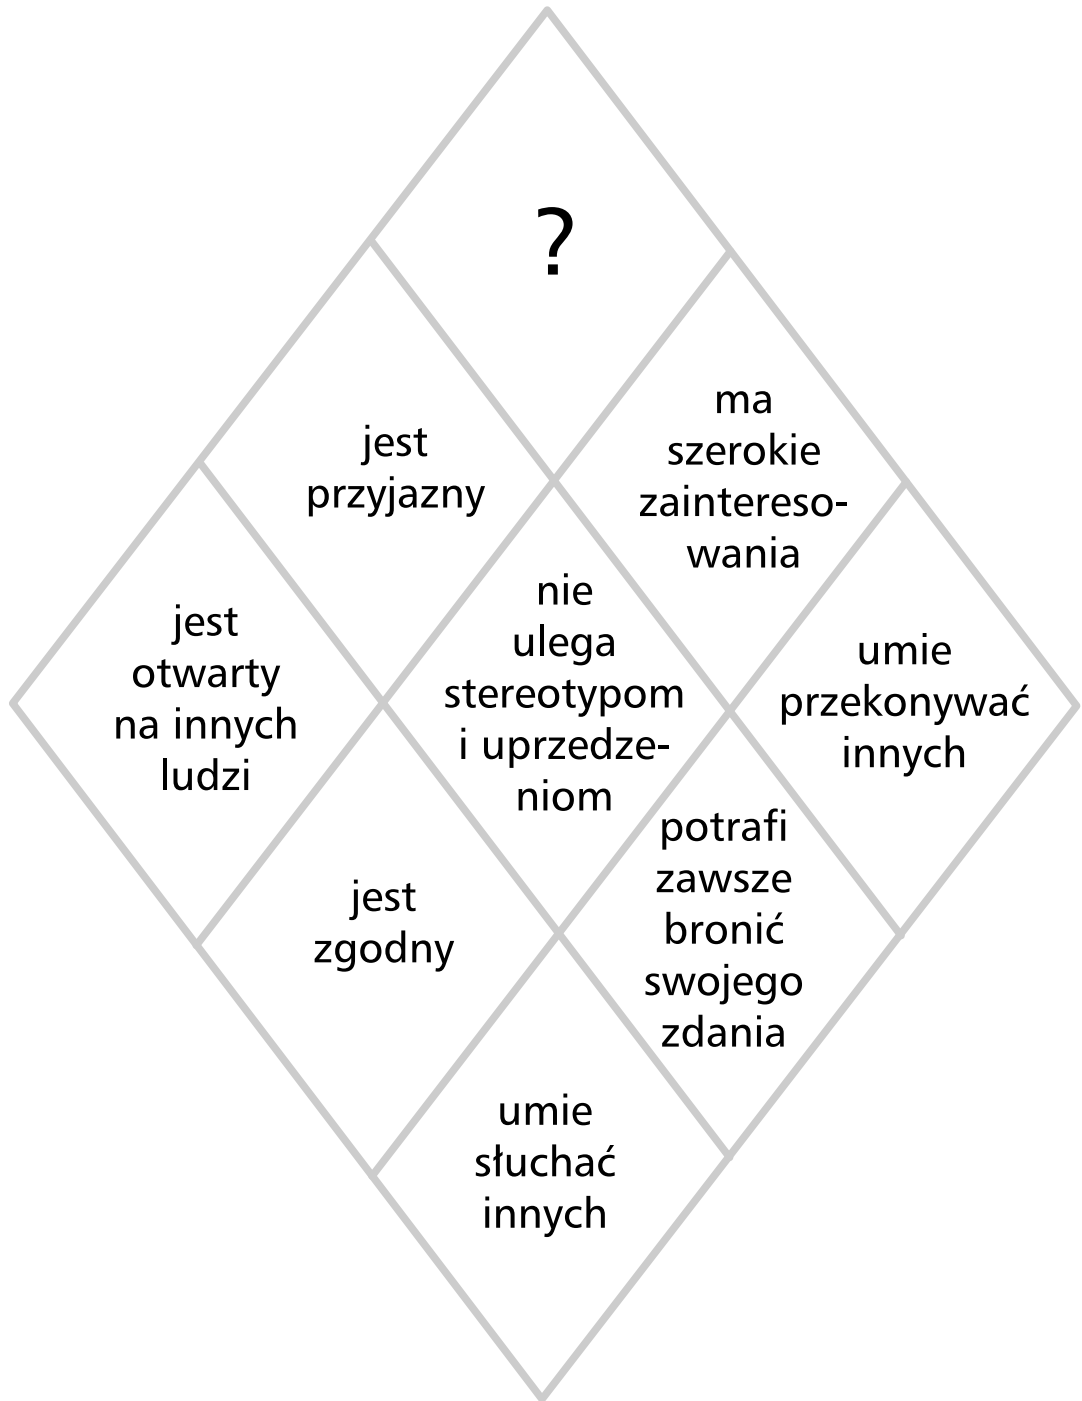 ?
jest
przyjazny
ma
szerokie
zaintereso-
wania
jest
otwarty
na innych
ludzi
nie
ulega
stereotypom
i uprzedze-
niom
umie
przekonywać
innych
jest
zgodny
potrafi
zawsze
bronić
swojego
zdania
umie
słuchać
innych